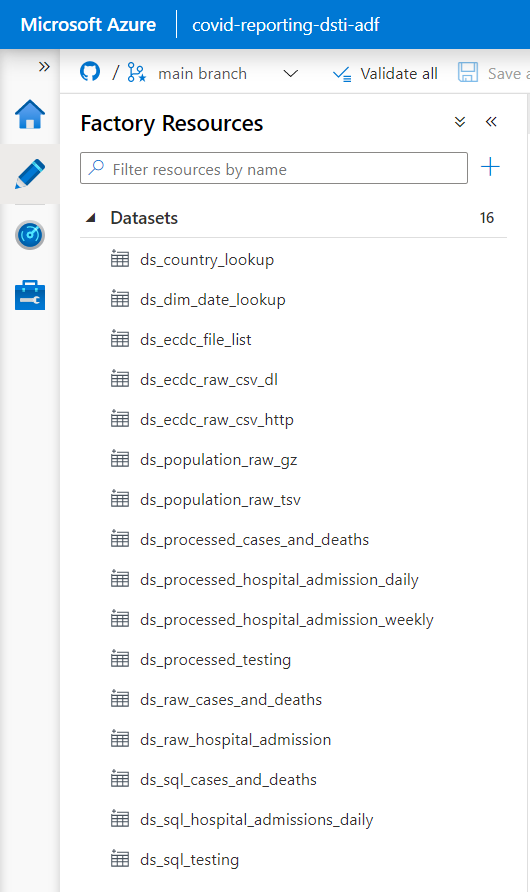 Microsoft Azure covid-reporting-dsti-adf
/ main branch Validate all Save
Factory Resources
Filter resources by name
Datasets 16
ds_country_lookup
ds_dim_date_lookup
ds_ecdc_file_list
ds_ecdc_raw_csv_dl
ds_ecdc_raw_csv_http
ds_population_raw_gz
ds_population_raw_tsv
ds_processed_cases_and_deaths
ds_processed_hospital_admission_daily
ds_processed_hospital_admission_weekly
ds_processed_testing
ds_raw_cases_and_deaths
ds_raw_hospital_admission
ds_sql_cases_and_deaths
ds_sql_hospital_admissions_daily
ds_sql_testing